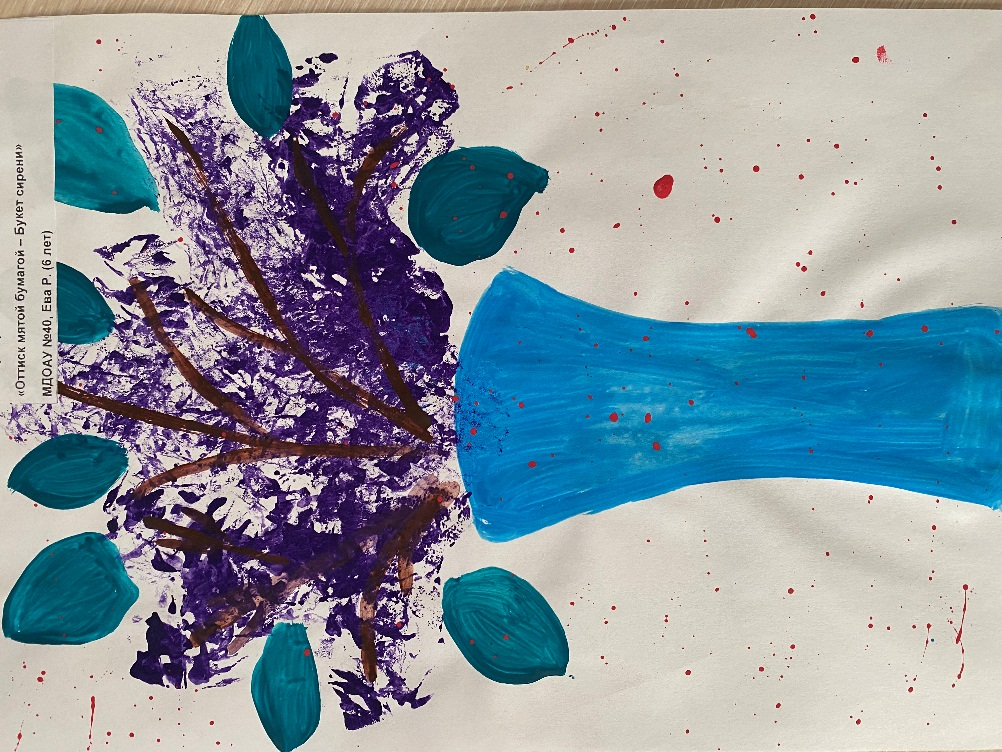 «Оттиск мятой бумагой – Букет сирени»
МДОАУ №40, Ева Р. (6 лет)